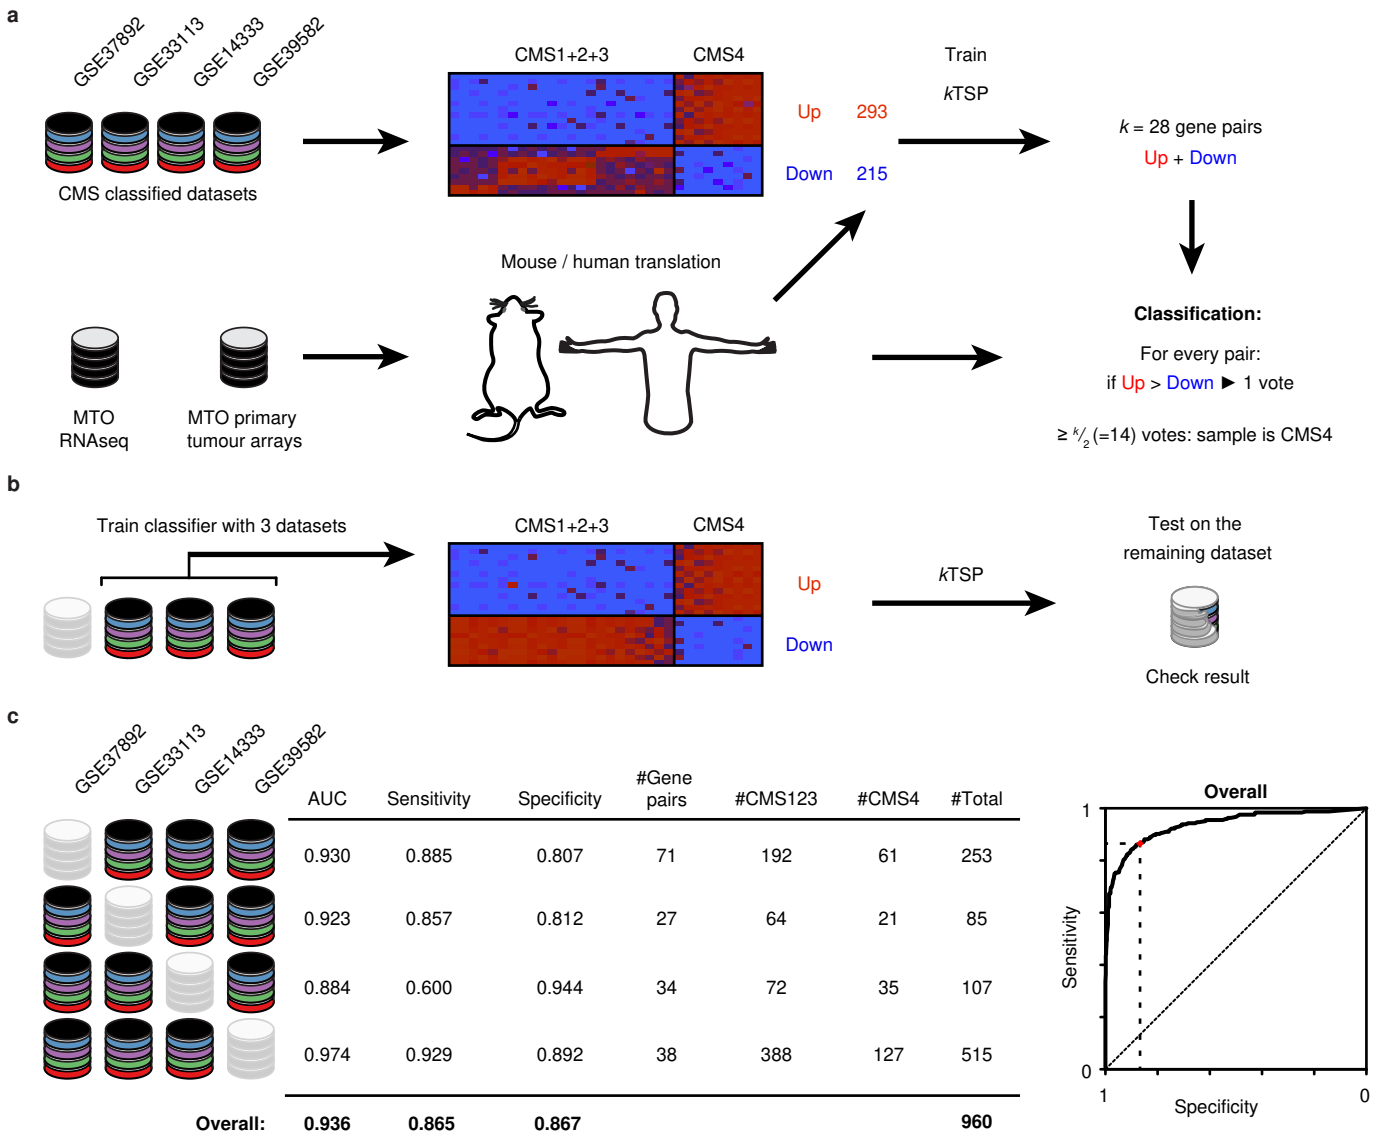 a
GSE37892
GSE33113
GSE14333
GSE39582
CMS classified datasets
CMS1+2+3
CMS4
Up 293
Down 215
Train
kTSP
k = 28 gene pairs
Up + Down
Mouse / human translation
MTO
RNAseq
MTO primary
tumour arrays
Classification:
For every pair:
if Up > Down ► 1 vote
≥ k/2 (=14) votes: sample is CMS4
b
Train classifier with 3 datasets
CMS1+2+3
CMS4
Up
Down
kTSP
Test on the
remaining dataset
Check result
c
GSE37892
GSE33113
GSE14333
GSE39582
AUC Sensitivity Specificity #Gene pairs #CMS123 #CMS4 #Total
0.930 0.885 0.807 71 192 61 253
0.923 0.857 0.812 27 64 21 85
0.884 0.600 0.944 34 72 35 107
0.974 0.929 0.892 38 388 127 515
Overall: 0.936 0.865 0.867 960
Overall
1
Sensitivity
0
1
0
Specificity